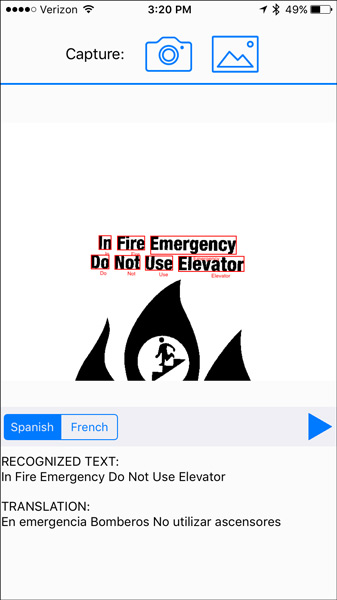 Verizon 3:20 PM 49%
Capture:
In Fire Emergency
Do Not Use Elevator
Do Not Use Elevator
Spanish French
RECOGNIZED TEXT:
In Fire Emergency Do Not Use Elevator
TRANSLATION:
En emergencia Bomberos No utilizar ascensores